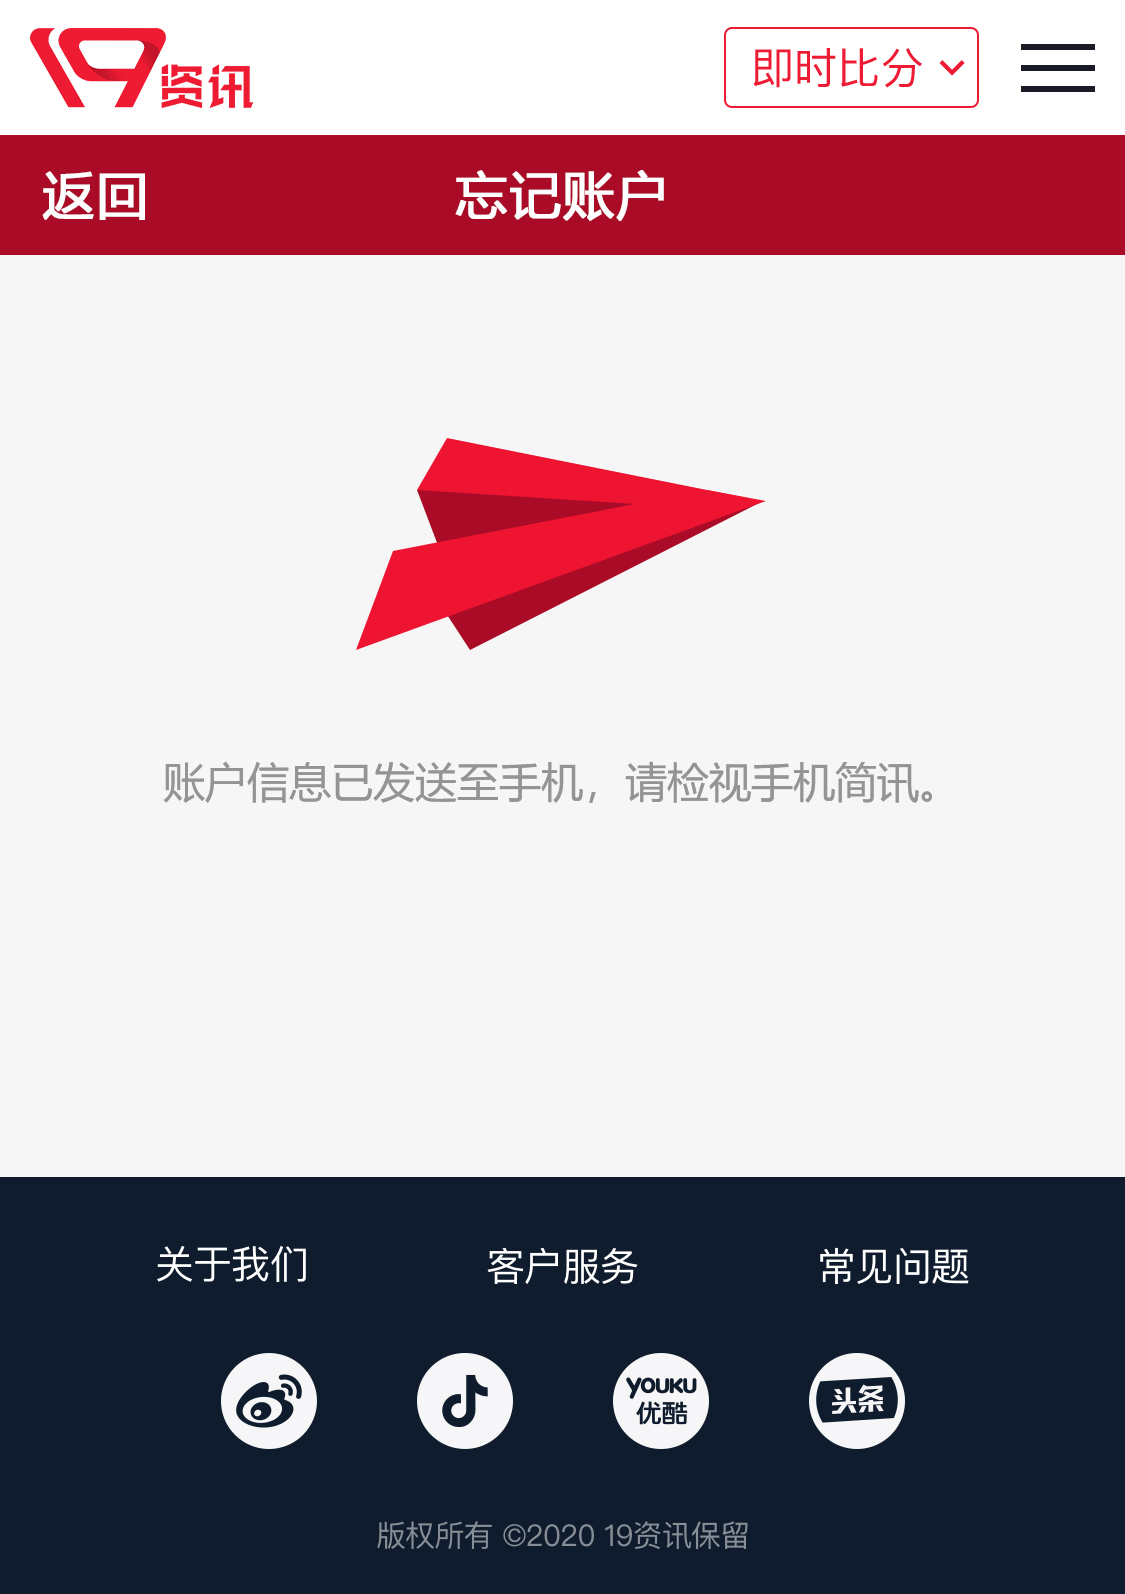 19资讯
即时比分
返回
忘记账户
账户信息已发送至手机，请检视手机简讯。
关于我们
客户服务
常见问题
YOUKU
优酷
头条
版权所有 ©2020 19资讯保留